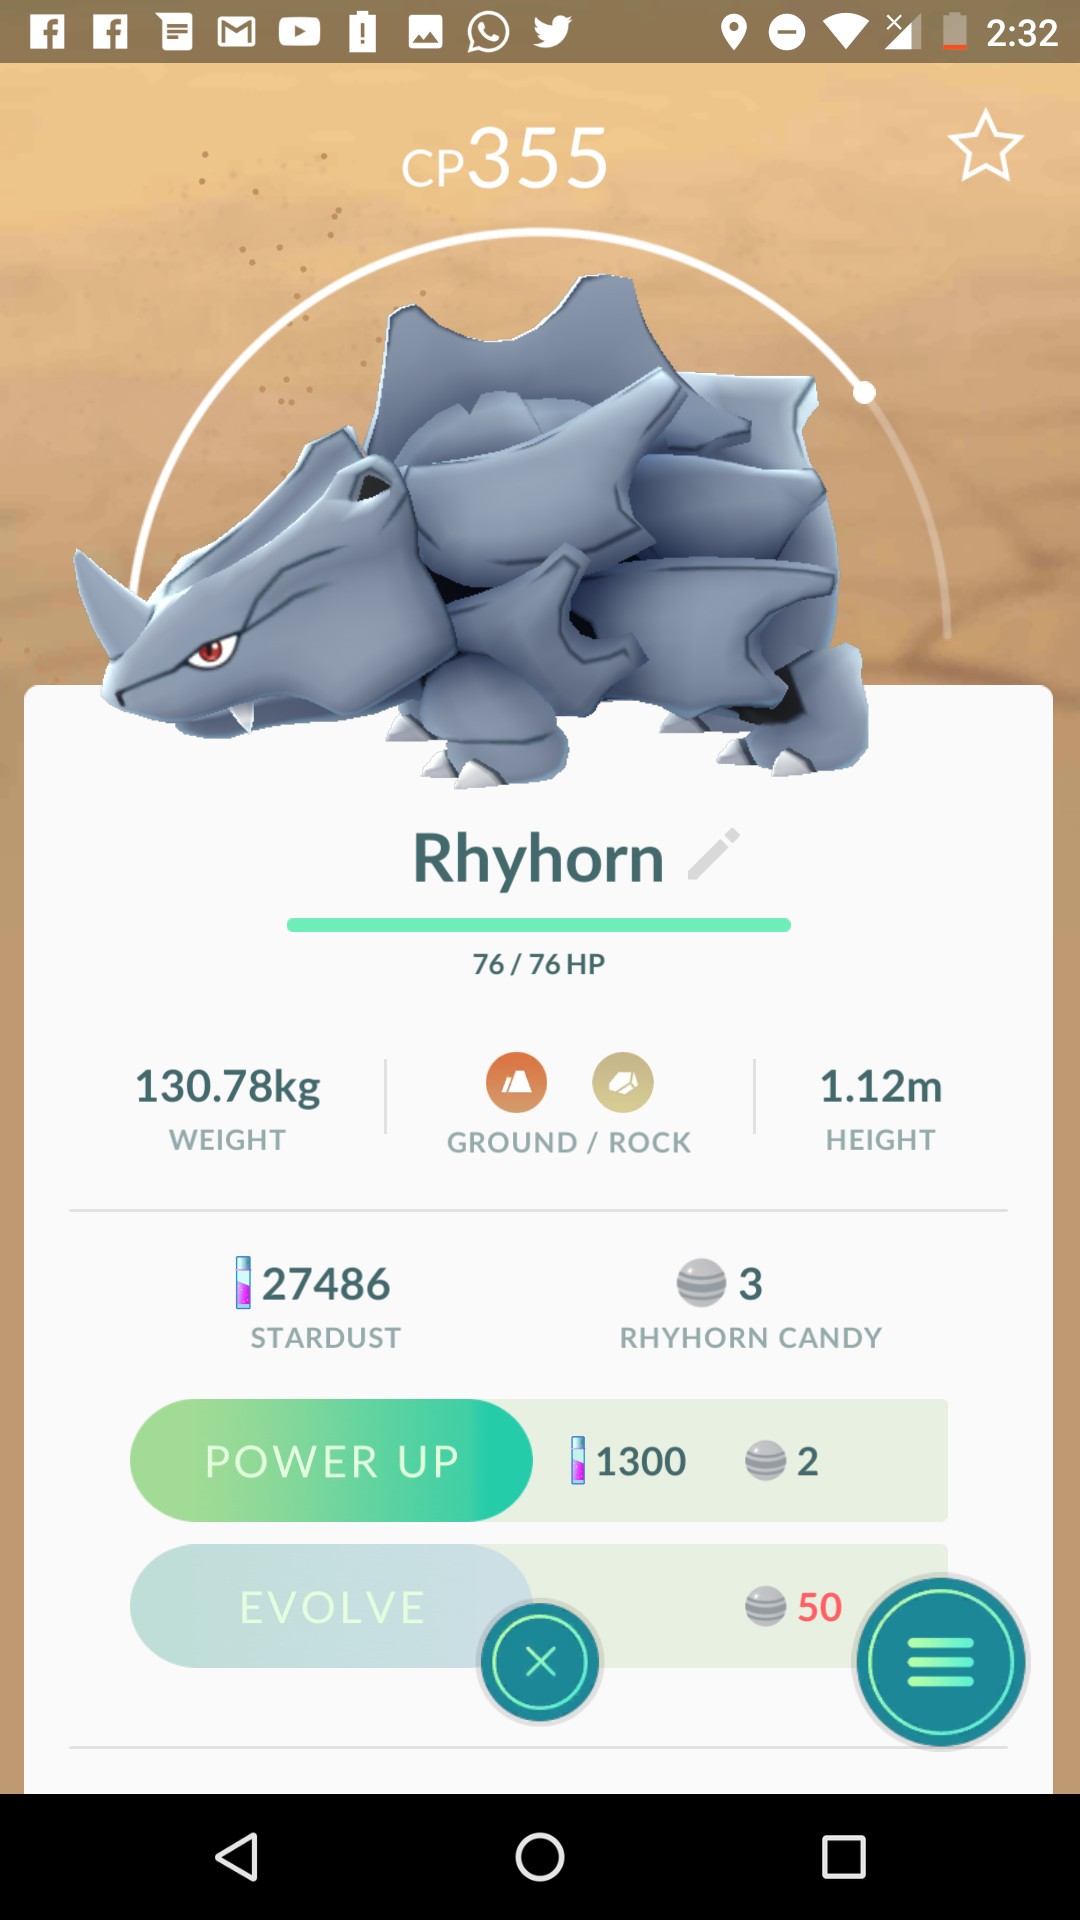 2:32
CP355
Rhyhorn
76 / 76 HP
130.78kg
WEIGHT
GROUND / ROCK
1.12m
HEIGHT
27486
STARDUST
3
RHYHORN CANDY
POWER UP 1300 2
EVOLVE 50